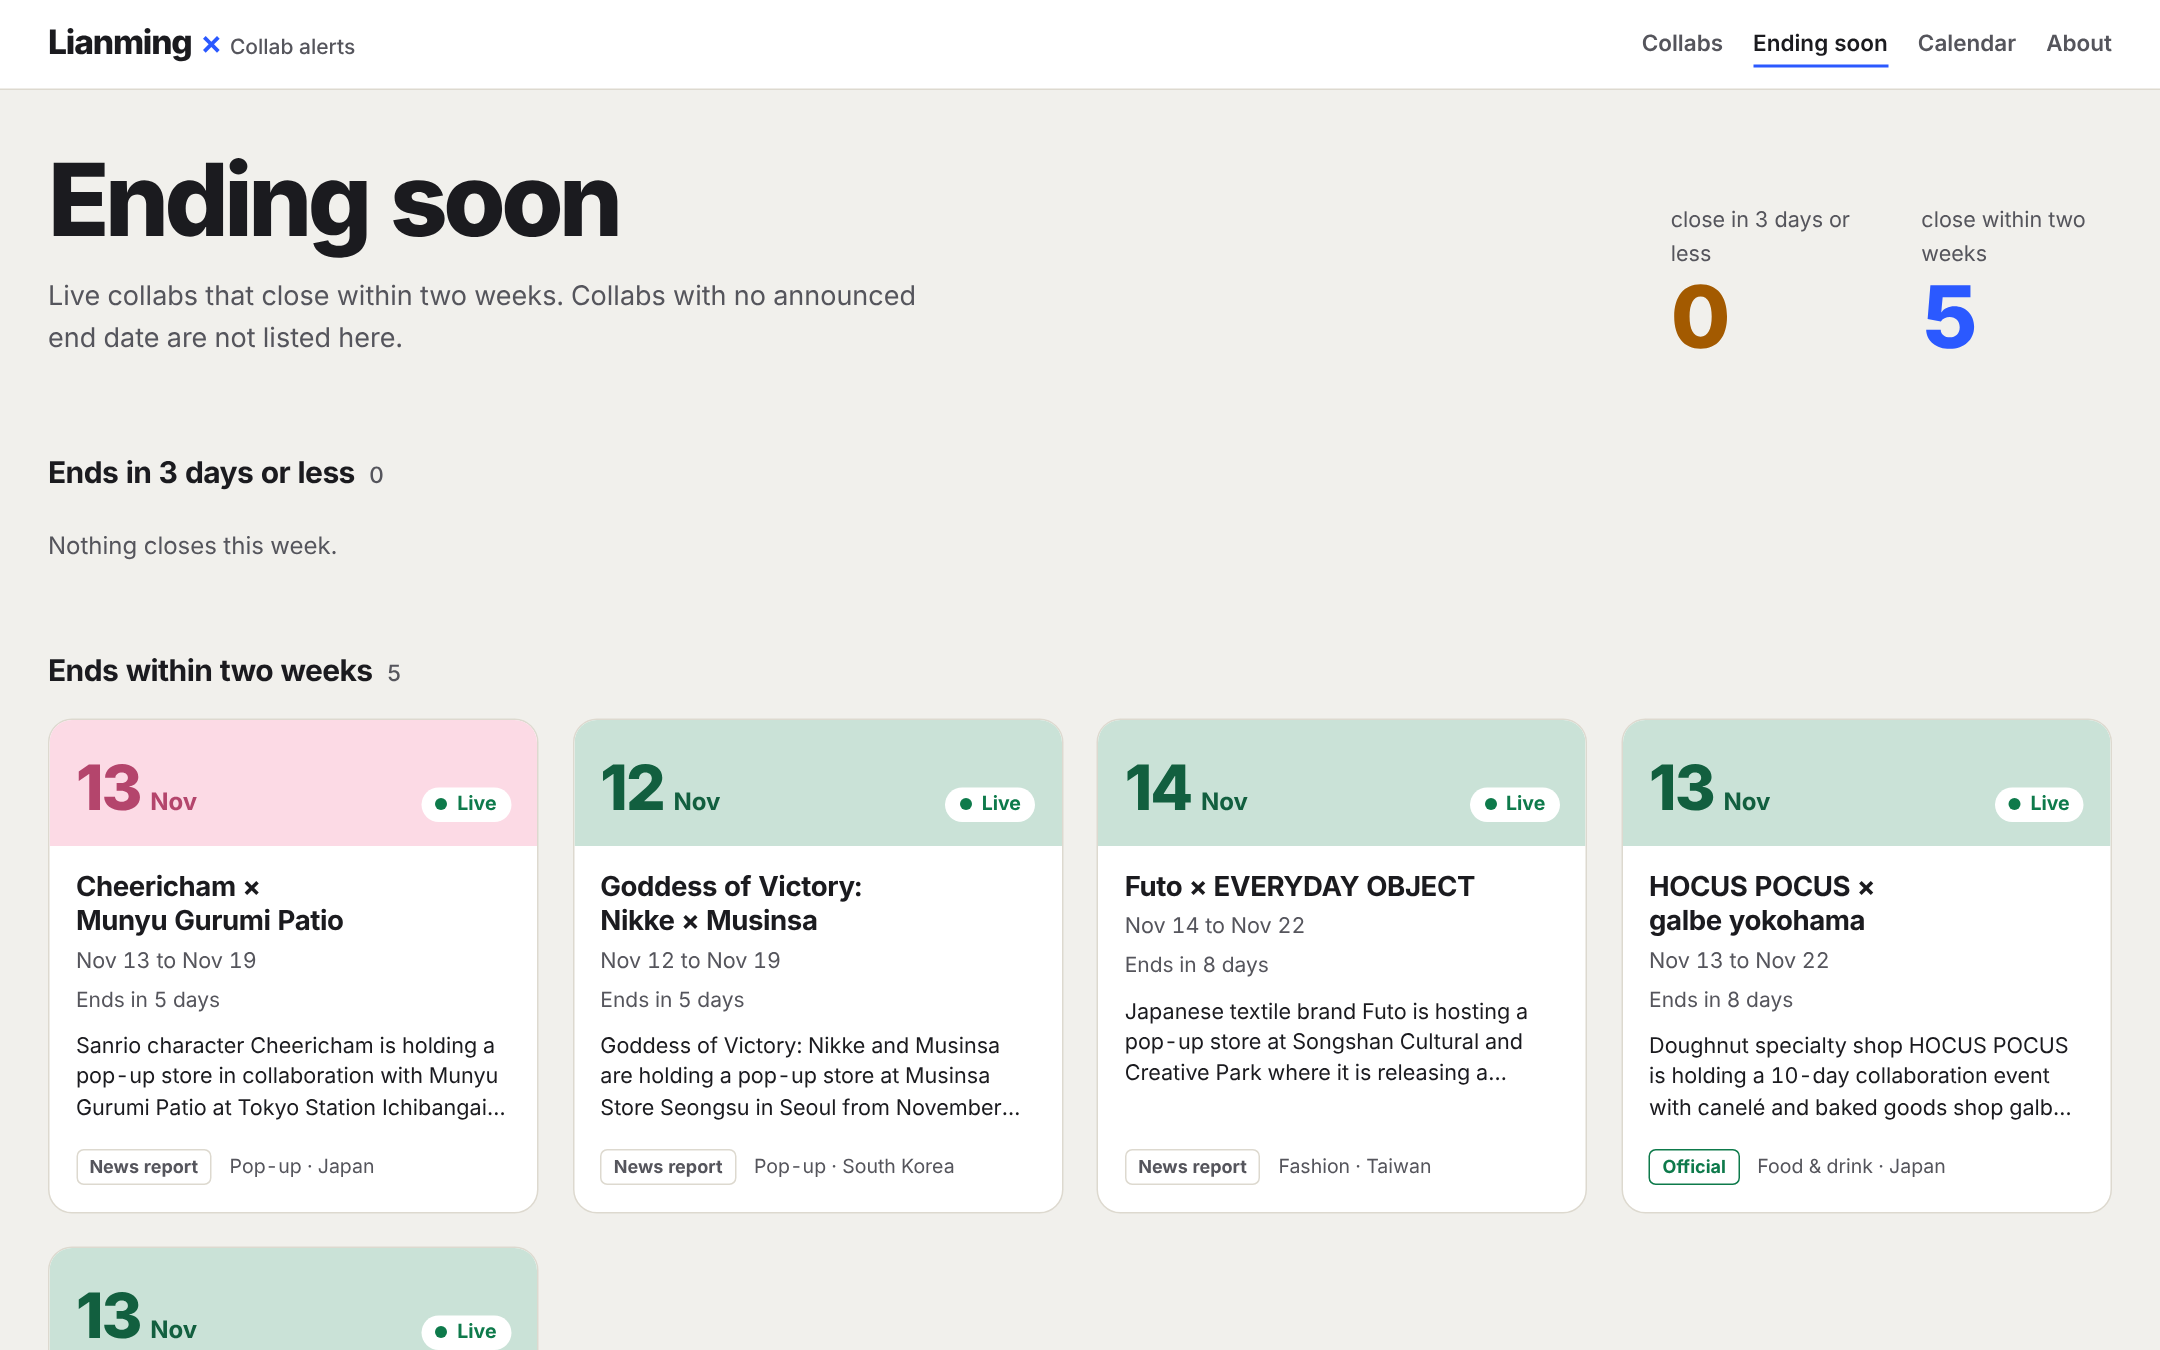 Lianming × Collab alerts
Collabs Ending soon Calendar About
Ending soon
Live collabs that close within two weeks. Collabs with no announced
end date are not listed here.
close in 3 days or
less
0
close within two
weeks
5
Ends in 3 days or less 0
Nothing closes this week.
Ends within two weeks 5
13 Nov
Live
Cheericham ×
Munyu Gurumi Patio
Nov 13 to Nov 19
Ends in 5 days
Sanrio character Cheericham is holding a
pop-up store in collaboration with Munyu
Gurumi Patio at Tokyo Station Ichibangai…
News report Pop-up · Japan
12 Nov
Live
Goddess of Victory:
Nikke × Musinsa
Nov 12 to Nov 19
Ends in 5 days
Goddess of Victory: Nikke and Musinsa
are holding a pop-up store at Musinsa
Store Seongsu in Seoul from November…
News report Pop-up · South Korea
14 Nov
Live
Futo × EVERYDAY OBJECT
Nov 14 to Nov 22
Ends in 8 days
Japanese textile brand Futo is hosting a
pop-up store at Songshan Cultural and
Creative Park where it is releasing a…
News report Fashion · Taiwan
13 Nov
Live
HOCUS POCUS ×
galbe yokohama
Nov 13 to Nov 22
Ends in 8 days
Doughnut specialty shop HOCUS POCUS
is holding a 10-day collaboration event
with canelé and baked goods shop galb…
Official Food & drink · Japan
13 Nov
Live